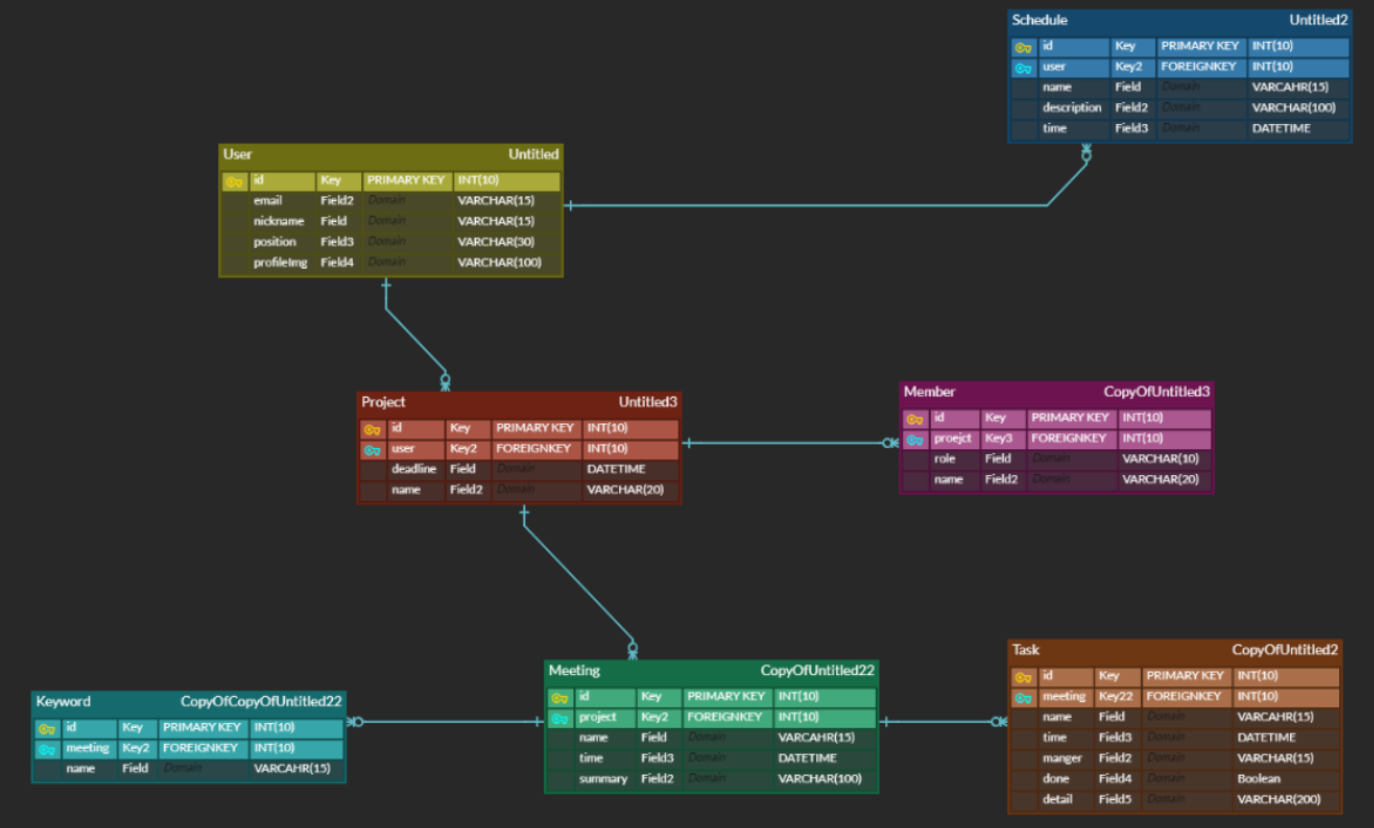 Schedule Untitled2
id Key PRIMARY KEY INT(10)
user Key2 FOREIGNKEY INT(10)
name Field Domain VARCAHR(15)
description Field2 Domain VARCHAR(100)
time Field3 Domain DATETIME
User Untitled
id Key PRIMARY KEY INT(10)
email Field2 Domain VARCHAR(15)
nickname Field Domain VARCHAR(15)
position Field3 Domain VARCHAR(30)
profileImg Field4 Domain VARCHAR(100)
Project Untitled3
id Key PRIMARY KEY INT(10)
user Key2 FOREIGNKEY INT(10)
deadline Field Domain DATETIME
name Field2 Domain VARCHAR(20)
Member CopyOfUntitled3
id Key PRIMARY KEY INT(10)
proejct Key3 FOREIGNKEY INT(10)
role Field Domain VARCHAR(10)
name Field2 Domain VARCHAR(20)
Keyword CopyOfCopyOfUntitled22
id Key PRIMARY KEY INT(10)
meeting Key2 FOREIGNKEY INT(10)
name Field Domain VARCAHR(15)
Meeting CopyOfUntitled22
id Key PRIMARY KEY INT(10)
project Key2 FOREIGNKEY INT(10)
name Field Domain VARCAHR(15)
time Field3 Domain DATETIME
summary Field2 Domain VARCHAR(100)
Task CopyOfUntitled2
id Key PRIMARY KEY INT(10)
meeting Key22 FOREIGNKEY INT(10)
name Field Domain VARCAHR(15)
time Field3 Domain DATETIME
manger Field2 Domain VARCHAR(15)
done Field4 Domain Boolean
detail Field5 Domain VARCHAR(200)